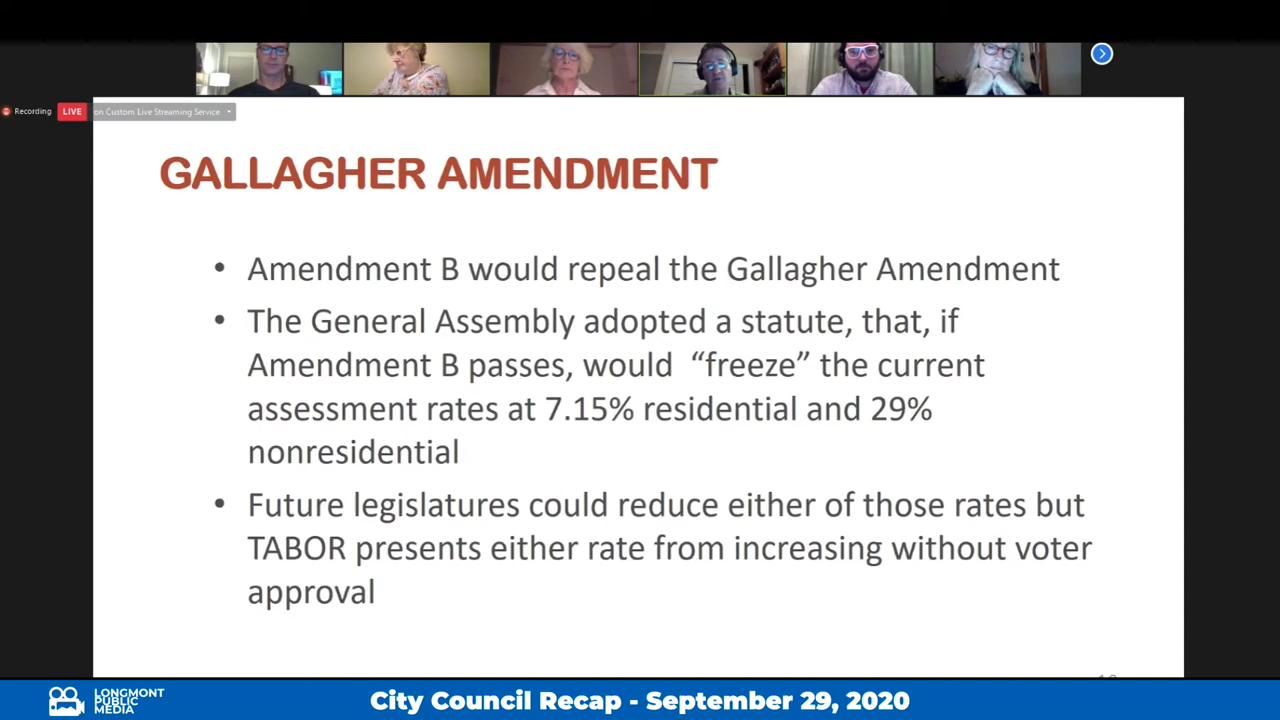 Recording
LIVE
on Custom Live Streaming Service
GALLAGHER AMENDMENT
• Amendment B would repeal the Gallagher Amendment
• The General Assembly adopted a statute, that, if
Amendment B passes, would “freeze” the current
assessment rates at 7.15% residential and 29%
nonresidential
• Future legislatures could reduce either of those rates but
TABOR presents either rate from increasing without voter
approval
LONGMONT
PUBLIC
MEDIA
City Council Recap - September 29, 2020